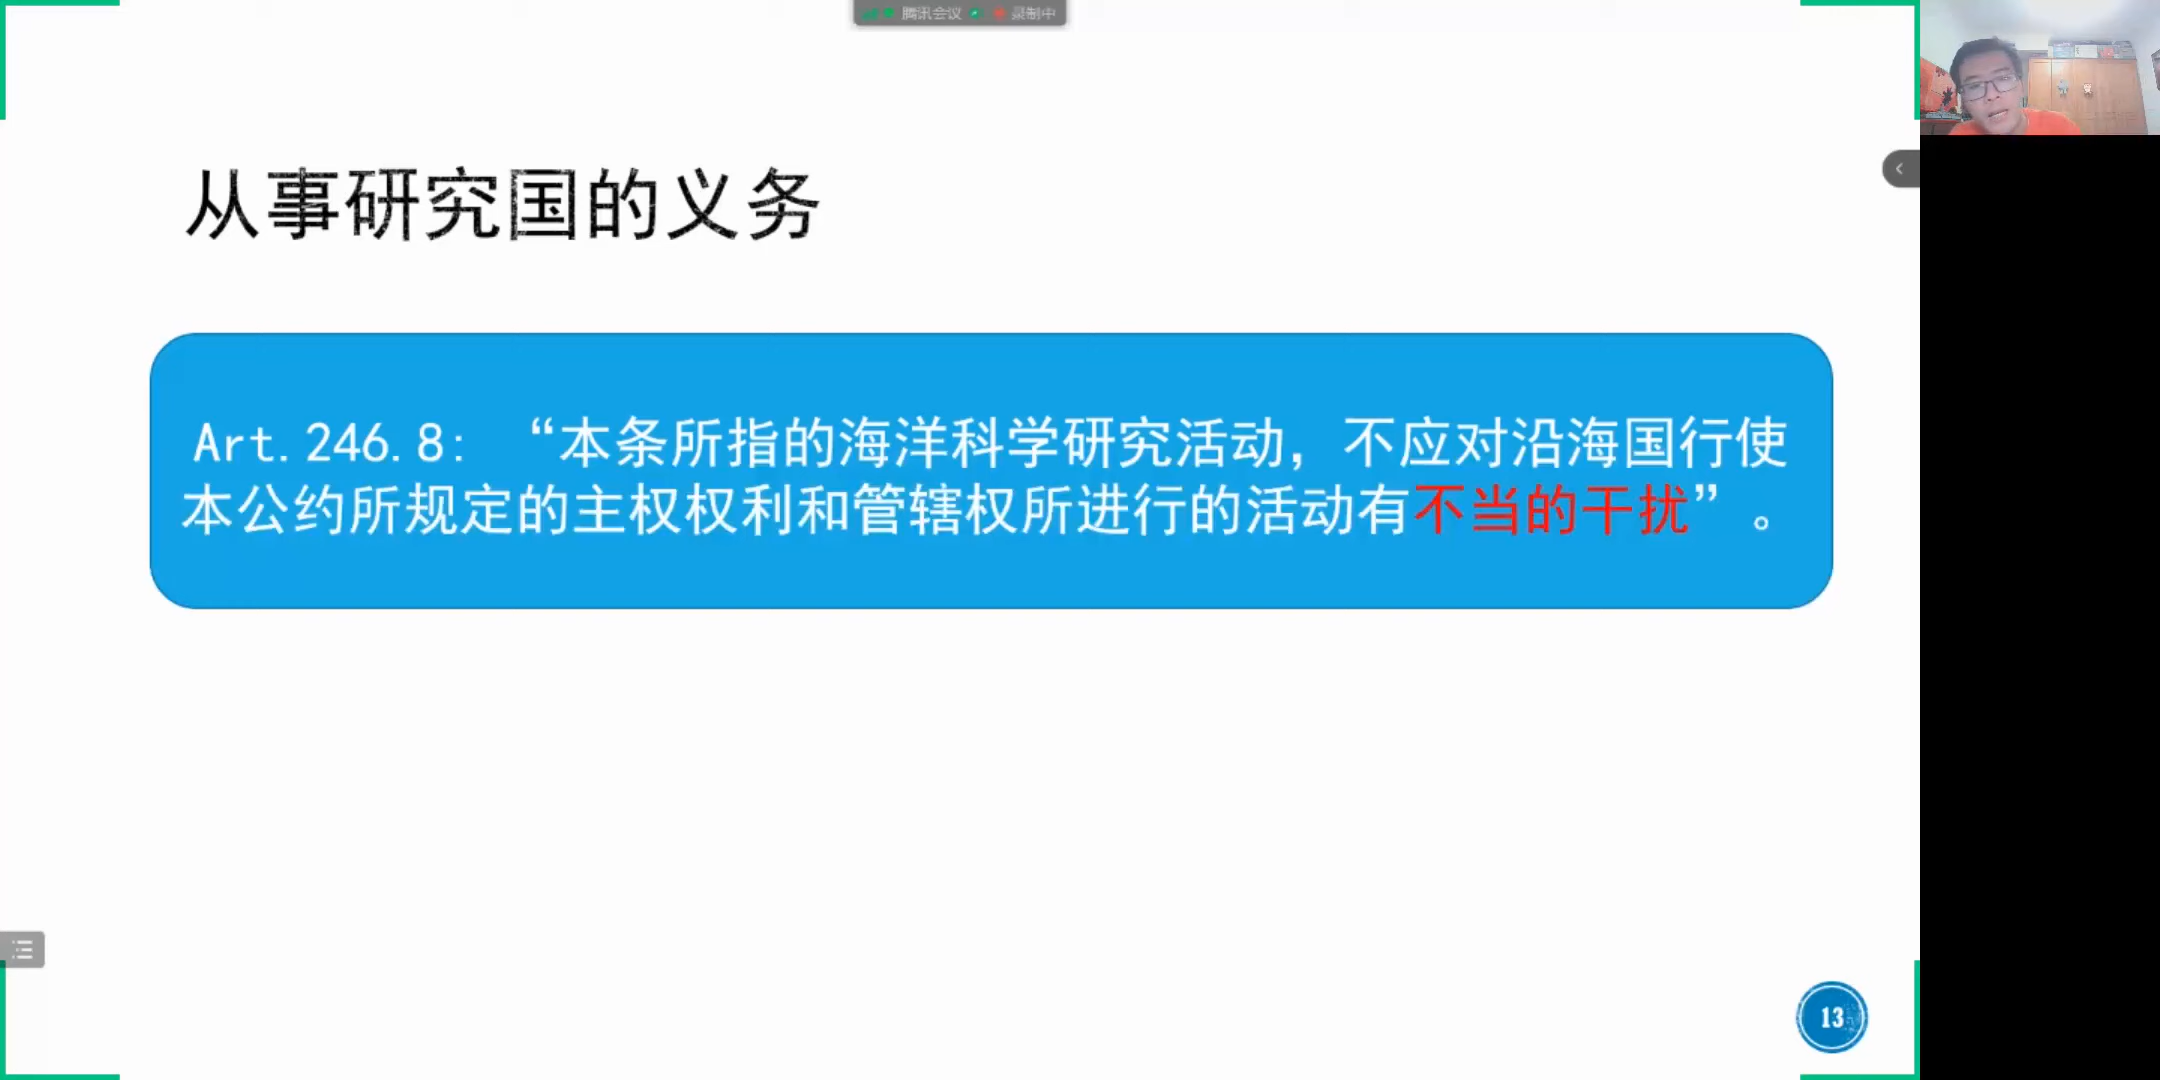 腾讯会议 录制中
从事研究国的义务
Art.246.8: “本条所指的海洋科学研究活动，不应对沿海国行使
本公约所规定的主权权利和管辖权所进行的活动有不当的干扰”。
13